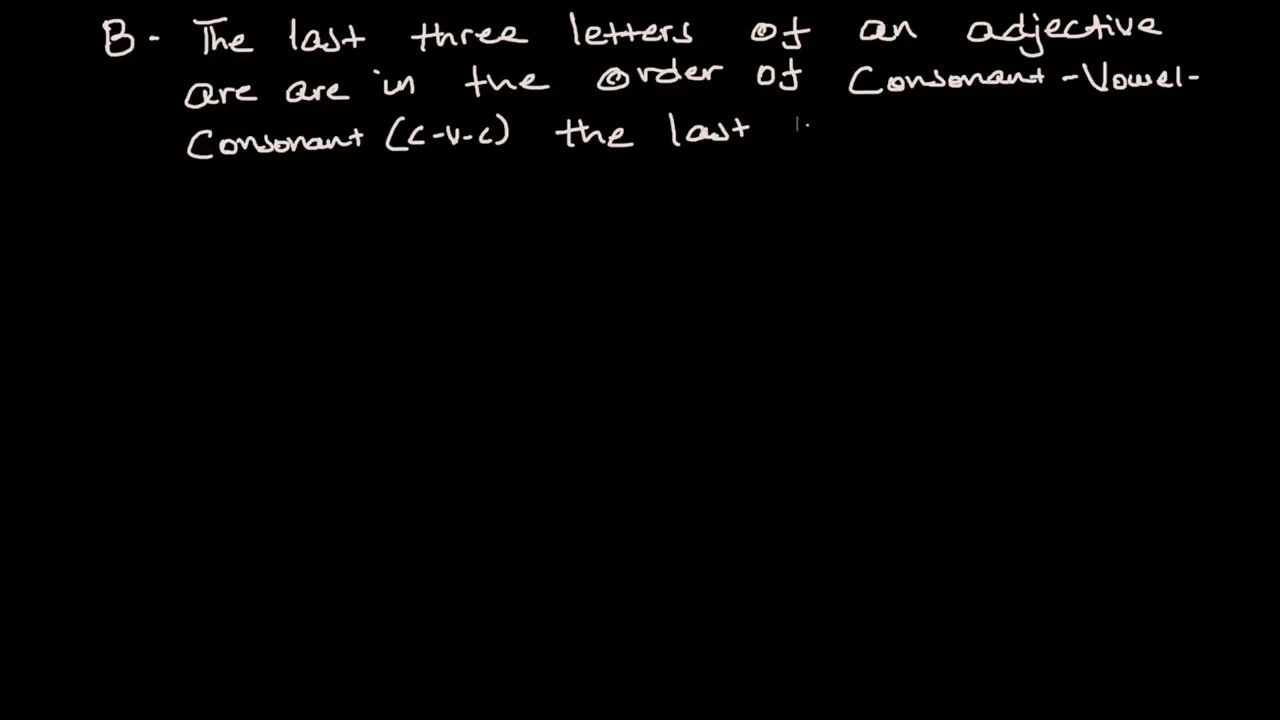 B- The last three letters of an adjective
are are in the order of Consonant-Vowel-
Consonant (C-V-C) the last